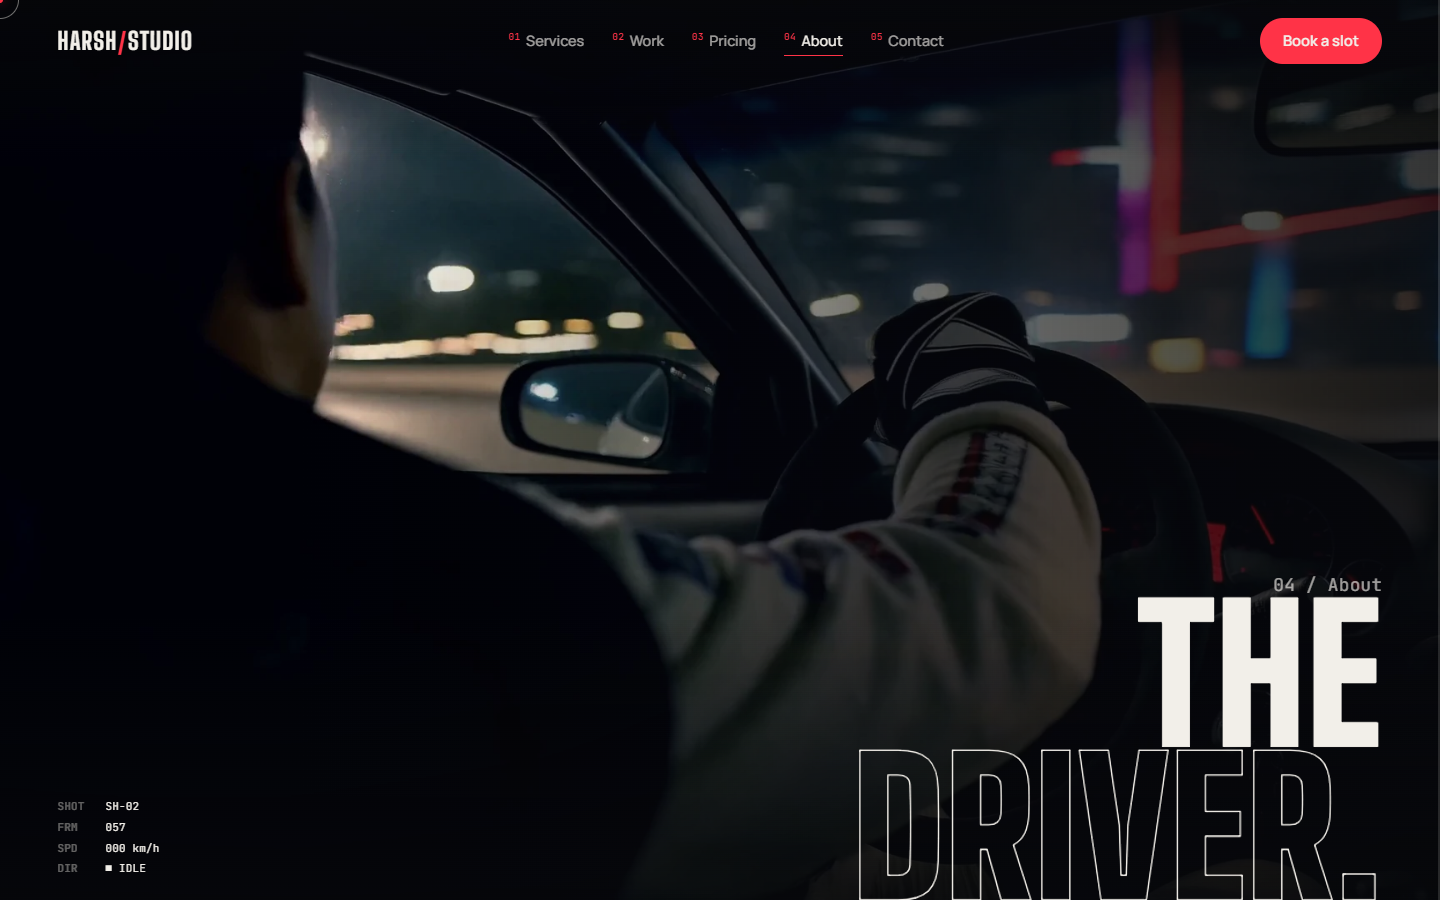 HARSH/STUDIO
01 Services
02 Work
03 Pricing
04 About
05 Contact
Book a slot
04 / About
THE
DRIVER.
SHOT SH-02
FRM 057
SPD 000 km/h
DIR ■ IDLE